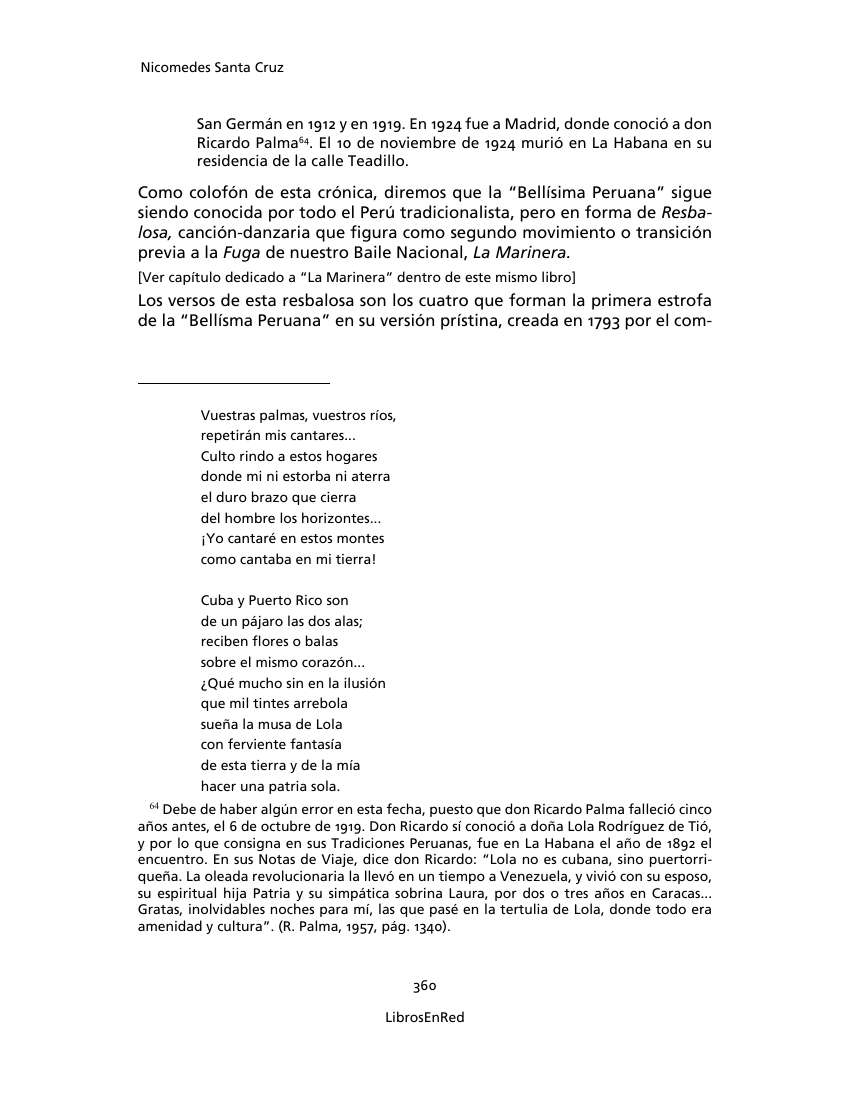 Nicomedes Santa Cruz
San Germán en 1912 y en 1919. En 1924 fue a Madrid, donde conoció a don
Ricardo Palma⁶⁴. El 10 de noviembre de 1924 murió en La Habana en su
residencia de la calle Teadillo.
Como colofón de esta crónica, diremos que la “Bellísima Peruana” sigue
siendo conocida por todo el Perú tradicionalista, pero en forma de Resba-
losa, canción-danzaria que figura como segundo movimiento o transición
previa a la Fuga de nuestro Baile Nacional, La Marinera.
[Ver capítulo dedicado a “La Marinera” dentro de este mismo libro]
Los versos de esta resbalosa son los cuatro que forman la primera estrofa
de la “Bellísma Peruana” en su versión prístina, creada en 1793 por el com-
Vuestras palmas, vuestros ríos,
repetirán mis cantares...
Culto rindo a estos hogares
donde mi ni estorba ni aterra
el duro brazo que cierra
del hombre los horizontes...
¡Yo cantaré en estos montes
como cantaba en mi tierra!
Cuba y Puerto Rico son
de un pájaro las dos alas;
reciben flores o balas
sobre el mismo corazón...
¿Qué mucho sin en la ilusión
que mil tintes arrebola
sueña la musa de Lola
con ferviente fantasía
de esta tierra y de la mía
hacer una patria sola.
⁶⁴ Debe de haber algún error en esta fecha, puesto que don Ricardo Palma falleció cinco
años antes, el 6 de octubre de 1919. Don Ricardo sí conoció a doña Lola Rodríguez de Tió,
y por lo que consigna en sus Tradiciones Peruanas, fue en La Habana el año de 1892 el
encuentro. En sus Notas de Viaje, dice don Ricardo: “Lola no es cubana, sino puertorri-
queña. La oleada revolucionaria la llevó en un tiempo a Venezuela, y vivió con su esposo,
su espiritual hija Patria y su simpática sobrina Laura, por dos o tres años en Caracas...
Gratas, inolvidables noches para mí, las que pasé en la tertulia de Lola, donde todo era
amenidad y cultura”. (R. Palma, 1957, pág. 1340).
360
LibrosEnRed